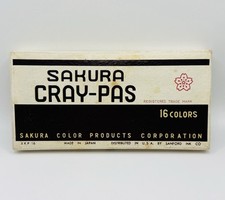 SAKURA
CRAY-PAS
REGISTERED TRADE MARK
16 COLORS
SAKURA COLOR PRODUCTS CORPORATION
MADE IN JAPAN DISTRIBUTED IN U.S.A. BY SANFORD INK CO